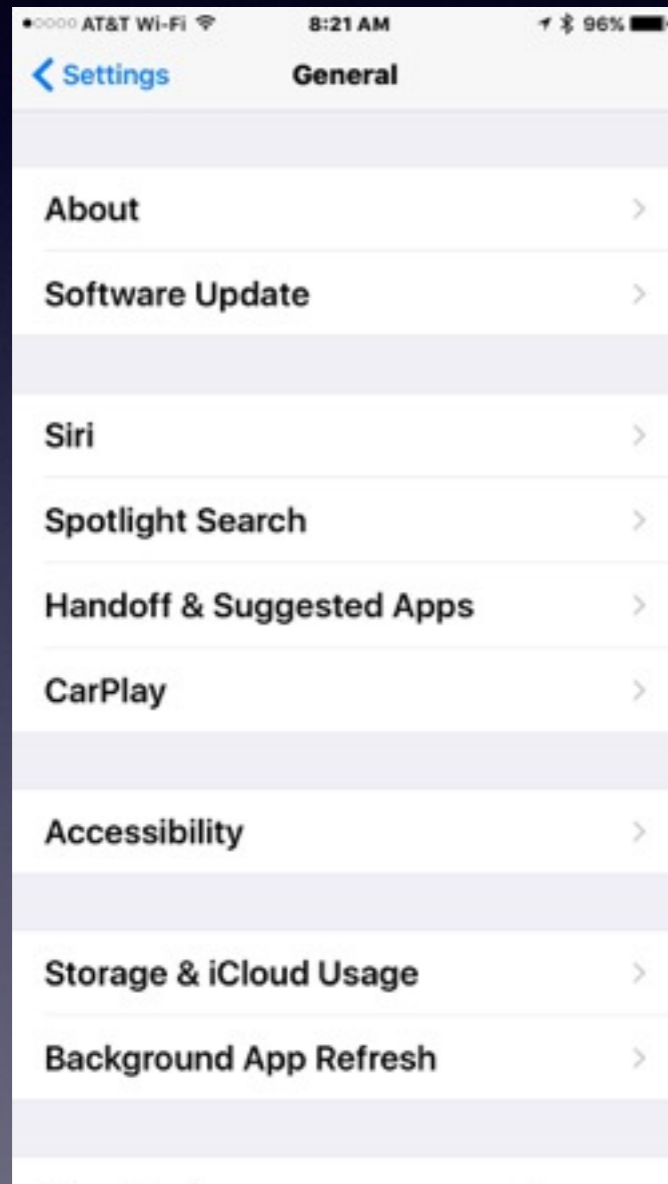 AT&T Wi-Fi 8:21 AM 96%
Settings General
About
Software Update
Siri
Spotlight Search
Handoff & Suggested Apps
CarPlay
Accessibility
Storage & iCloud Usage
Background App Refresh